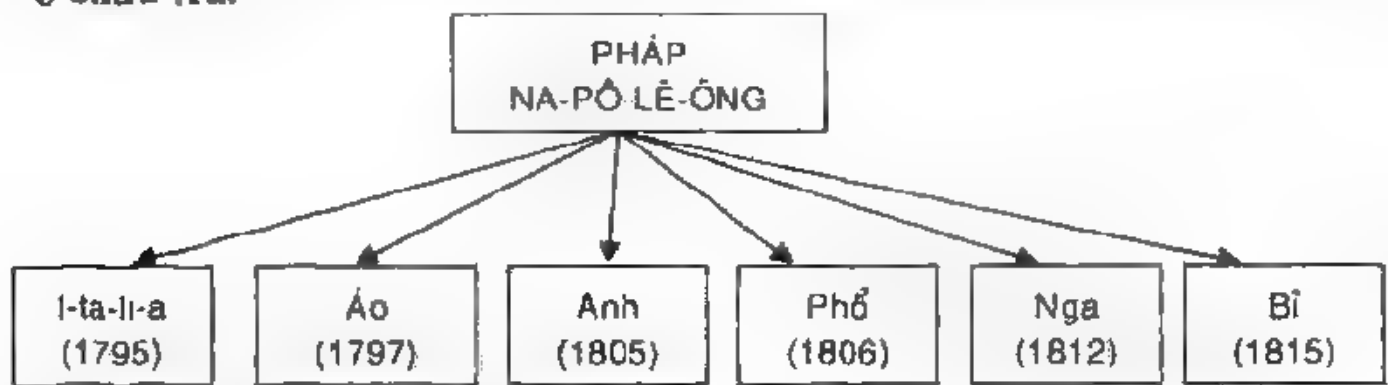 PHÁP
NA-PÔ-LÊ-ÔNG
I-ta-li-a
(1795)
Áo
(1797)
Anh
(1805)
Phổ
(1806)
Nga
(1812)
Bỉ
(1815)